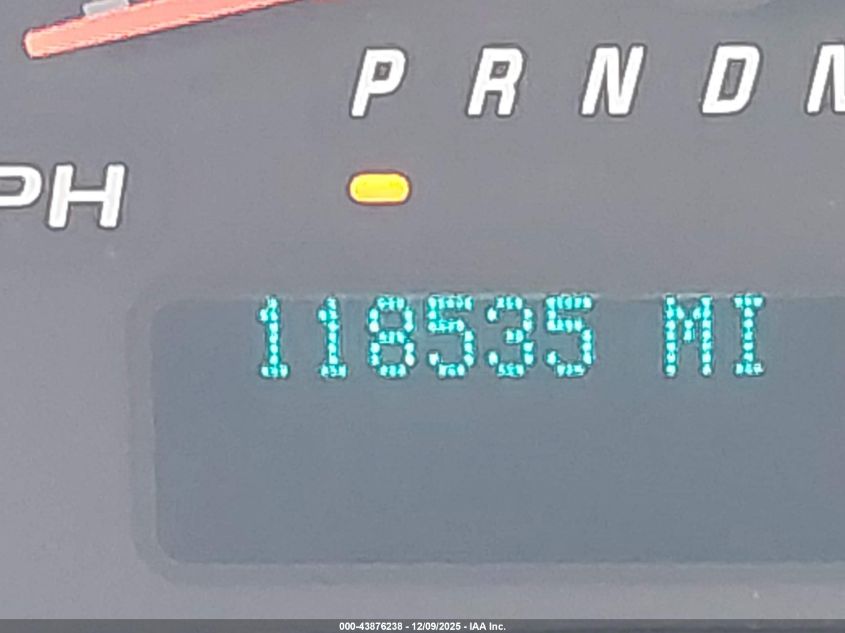 P R N D
PH
118535 MI
000-43876238 - 12/09/2025 - IAA Inc.